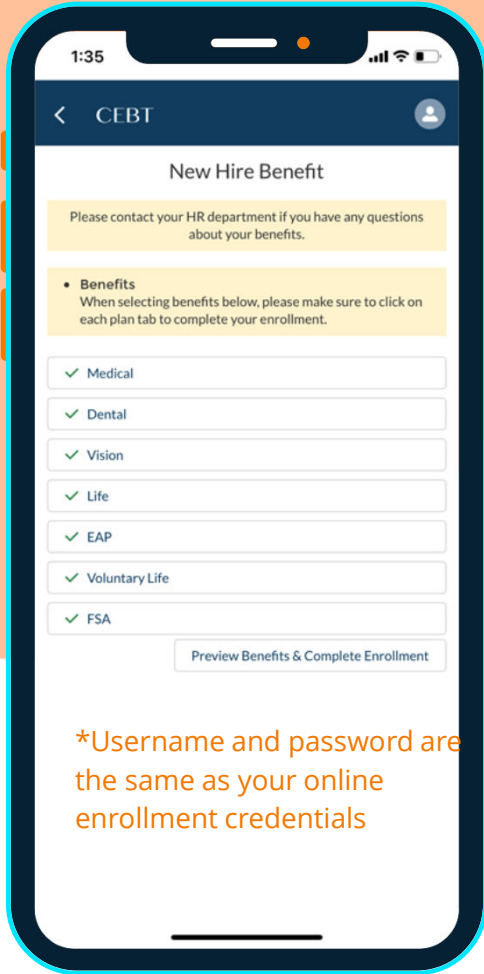 1:35
CEBT
New Hire Benefit
Please contact your HR department if you have any questions
about your benefits.
• Benefits
When selecting benefits below, please make sure to click on
each plan tab to complete your enrollment.
Medical
Dental
Vision
Life
EAP
Voluntary Life
FSA
Preview Benefits & Complete Enrollment
*Username and password are
the same as your online
enrollment credentials